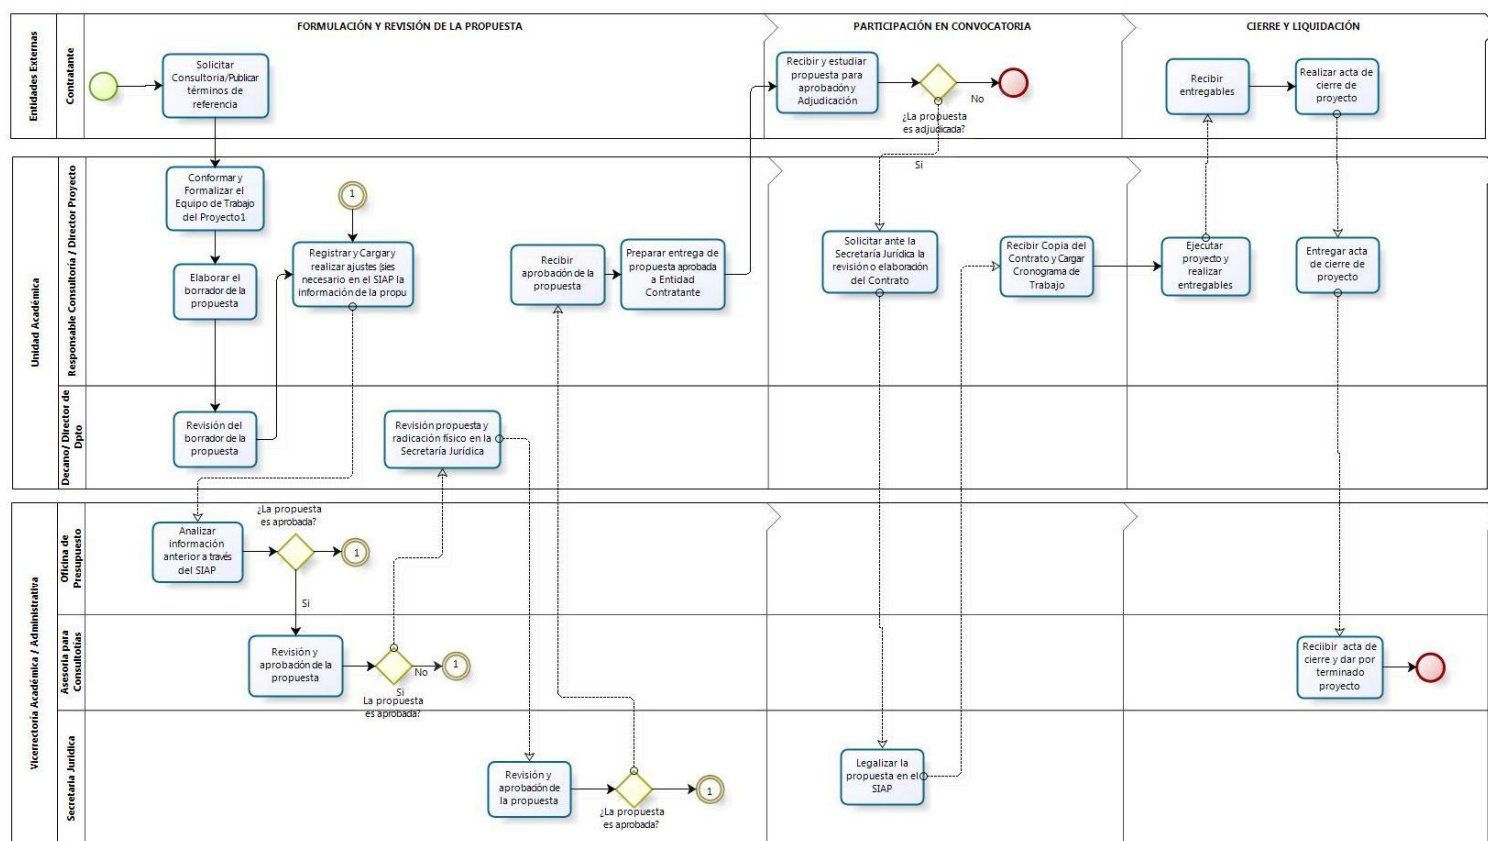 FORMULACIÓN Y REVISIÓN DE LA PROPUESTA
PARTICIPACIÓN EN CONVOCATORIA
CIERRE Y LIQUIDACIÓN
Entidades Externas
Contratante
Solicitar
Consultoria/Publicar
términos de
referencia
Recibir y estudiar
propuesta para
aprobación y
Adjudicación
No
¿La propuesta
es adjudicada?
Si
Recibir
entregables
Realizar acta de
cierre de
proyecto
Unidad Académica
Responsable Consultoría / Director Proyecto
Conformar y
Formalizar el
Equipo de Trabajo
del Proyecto1
1
Elaborar el
borrador de la
propuesta
Registrar y Cargary
realizar ajustes (sies
necesario en el SIAP la
información de la propu
Recibir
aprobación de la
propuesta
Preparar entrega de
propuesta aprobada
a Entidad
Contratante
Solicitar ante la
Secretaría Jurídica la
revisión o elaboración
del Contrato
Recibir Copia del
Contrato y Cargar
Cronograma de
Trabajo
Ejecutar
proyecto y
realizar
entregables
Entregar acta
de cierre de
proyecto
Decano/ Director de
Dpto
Revisión del
borrador de la
propuesta
Revisión propuesta y
radicación físico en la
Secretaría Jurídica
Vicerrectoría Académica / Administrativa
Oficina de
Presupuesto
Analizar
información
anterior a través
del SIAP
¿La propuesta
es aprobada?
1
Si
Asesoria para
Consultotías
Revisión y
aprobación de la
propuesta
No
1
Si
La propuesta
es aprobada?
Reciibir acta de
cierre y dar por
terminado
proyecto
Secretaria Juridica
Revisión y
aprobación de
la propuesta
1
¿La propuesta
es aprobada?
Legalizar la
propuesta en el
SIAP